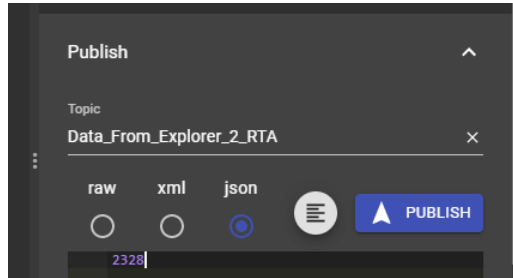 Publish
Topic
Data_From_Explorer_2_RTA
raw xml json
PUBLISH
2328